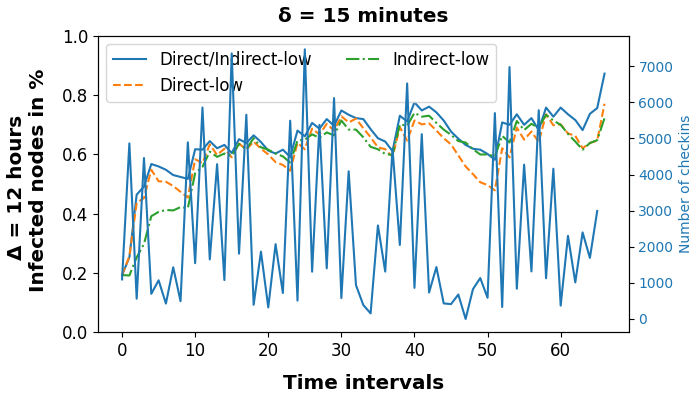 δ = 15 minutes
Δ = 12 hours
Infected nodes in %
1.0
0.8
0.6
0.4
0.2
0.0
Direct/Indirect-low
Direct-low
Indirect-low
7000
6000
5000
4000
3000
2000
1000
0
Number of checkins
0 10 20 30 40 50 60
Time intervals